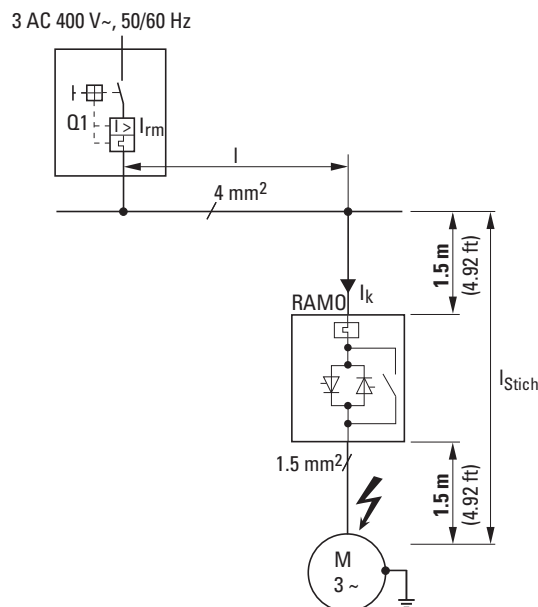 3 AC 400 V~, 50/60 Hz
Q1
I >
Irm
l
4 mm²
1.5 m
(4.92 ft)
RAMO
Ik
lStich
1.5 mm²
1.5 m
(4.92 ft)
M
3 ~